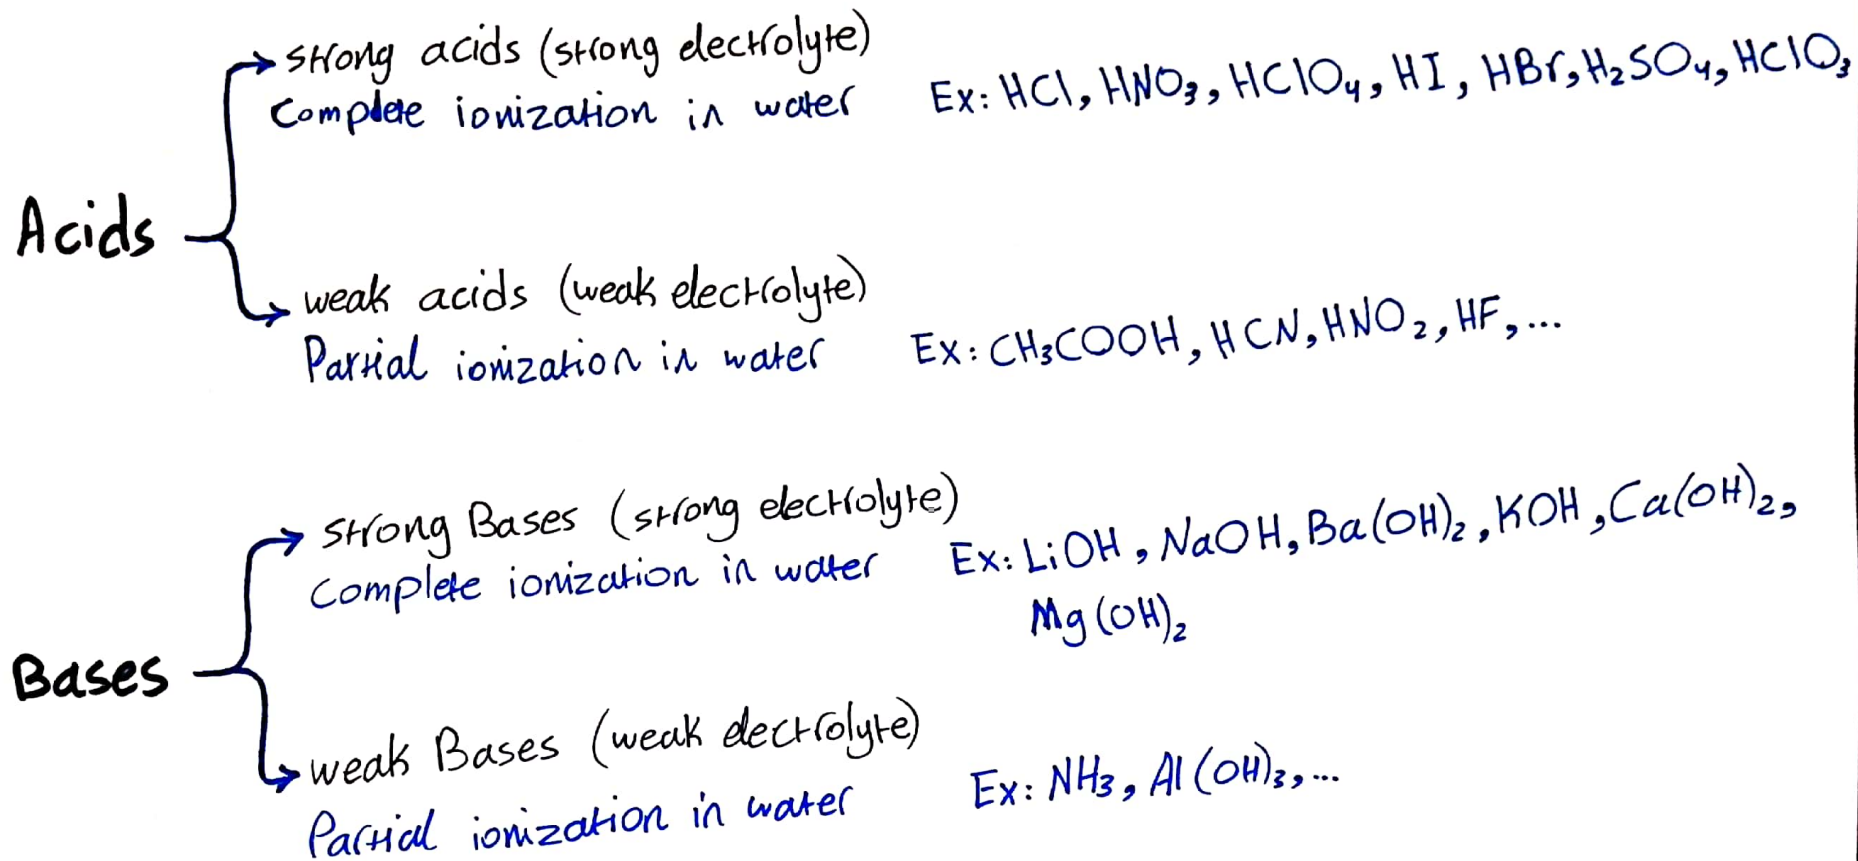 strong acids (strong electrolyte)
Complete ionization in water
Ex: HCl, HNO₃, HClO₄, HI, HBr, H₂SO₄, HClO₃
Acids
weak acids (weak electrolyte)
Partial ionization in water
Ex: CH₃COOH, HCN, HNO₂, HF, ...
strong Bases (strong electrolyte)
Complete ionization in water
Ex: LiOH, NaOH, Ba(OH)₂, KOH, Ca(OH)₂,
Mg(OH)₂
Bases
weak Bases (weak electrolyte)
Partial ionization in water
Ex: NH₃, Al(OH)₃, ...